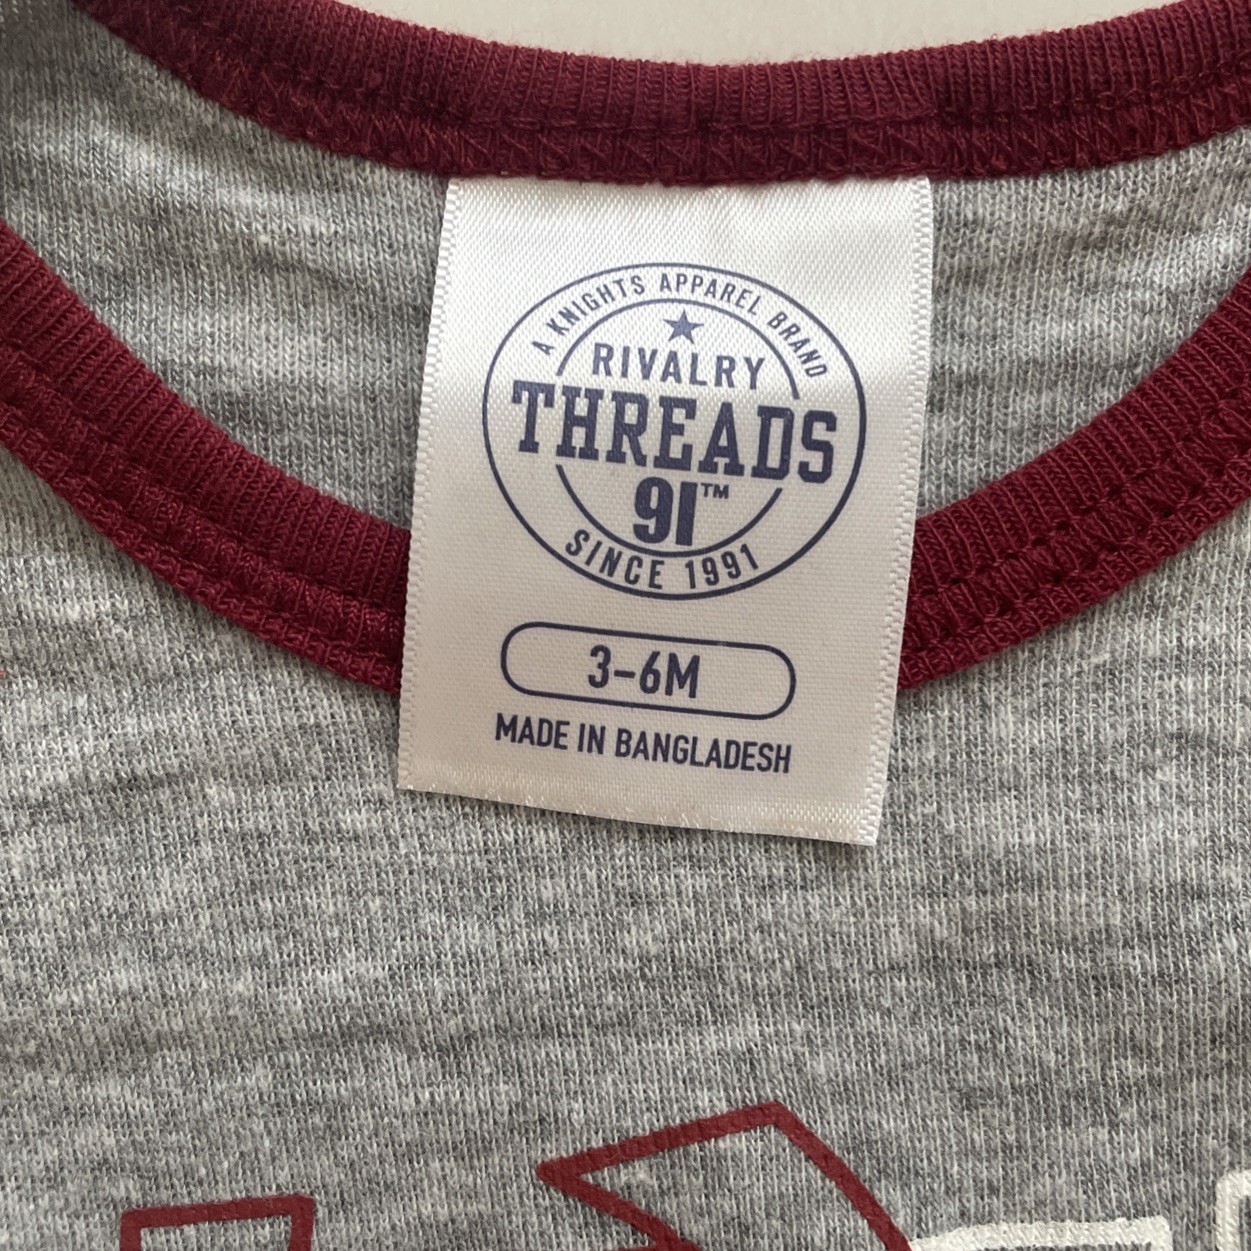 A KNIGHTS APPAREL BRAND
RIVALRY
THREADS
91™
SINCE 1991
3-6M
MADE IN BANGLADESH